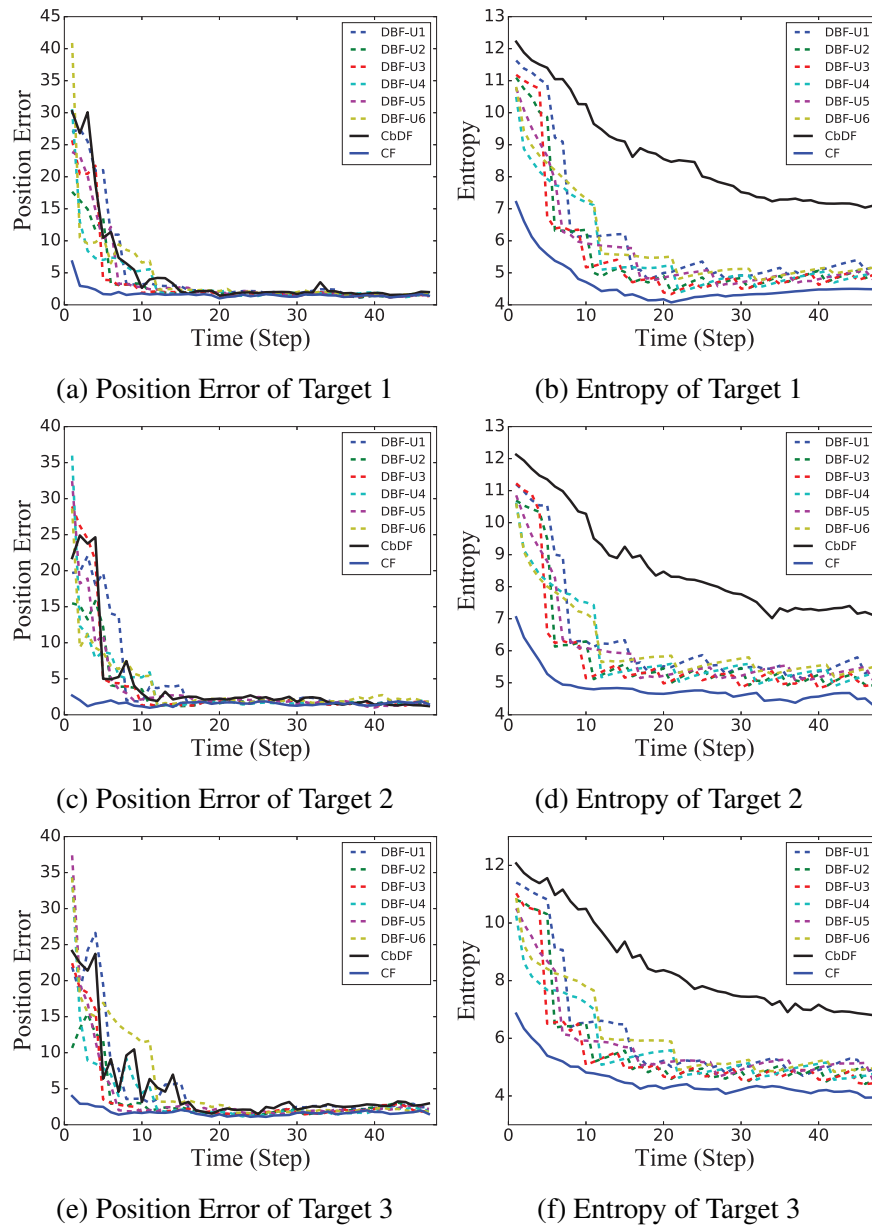 45
40
35
30
25
20
15
10
5
0
Position Error
0 10 20 30 40
Time (Step)
DBF-U1
DBF-U2
DBF-U3
DBF-U4
DBF-U5
DBF-U6
CbDF
CF
13
12
11
10
9
8
7
6
5
4
Entropy
0 10 20 30 40
Time (Step)
DBF-U1
DBF-U2
DBF-U3
DBF-U4
DBF-U5
DBF-U6
CbDF
CF
(a) Position Error of Target 1
(b) Entropy of Target 1
40
35
30
25
20
15
10
5
0
Position Error
0 10 20 30 40
Time (Step)
DBF-U1
DBF-U2
DBF-U3
DBF-U4
DBF-U5
DBF-U6
CbDF
CF
13
12
11
10
9
8
7
6
5
4
Entropy
0 10 20 30 40
Time (Step)
DBF-U1
DBF-U2
DBF-U3
DBF-U4
DBF-U5
DBF-U6
CbDF
CF
(c) Position Error of Target 2
(d) Entropy of Target 2
40
35
30
25
20
15
10
5
0
Position Error
0 10 20 30 40
Time (Step)
DBF-U1
DBF-U2
DBF-U3
DBF-U4
DBF-U5
DBF-U6
CbDF
CF
12
10
8
6
4
Entropy
0 10 20 30 40
Time (Step)
DBF-U1
DBF-U2
DBF-U3
DBF-U4
DBF-U5
DBF-U6
CbDF
CF
(e) Position Error of Target 3
(f) Entropy of Target 3